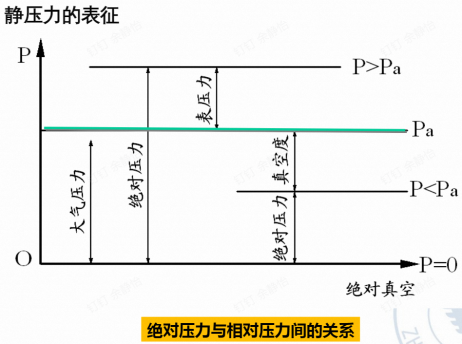 静压力的表征
P
P>Pa
表压力
Pa
大气压力
绝对压力
真空度
P<Pa
绝对压力
O
P=0
绝对真空
绝对压力与相对压力间的关系